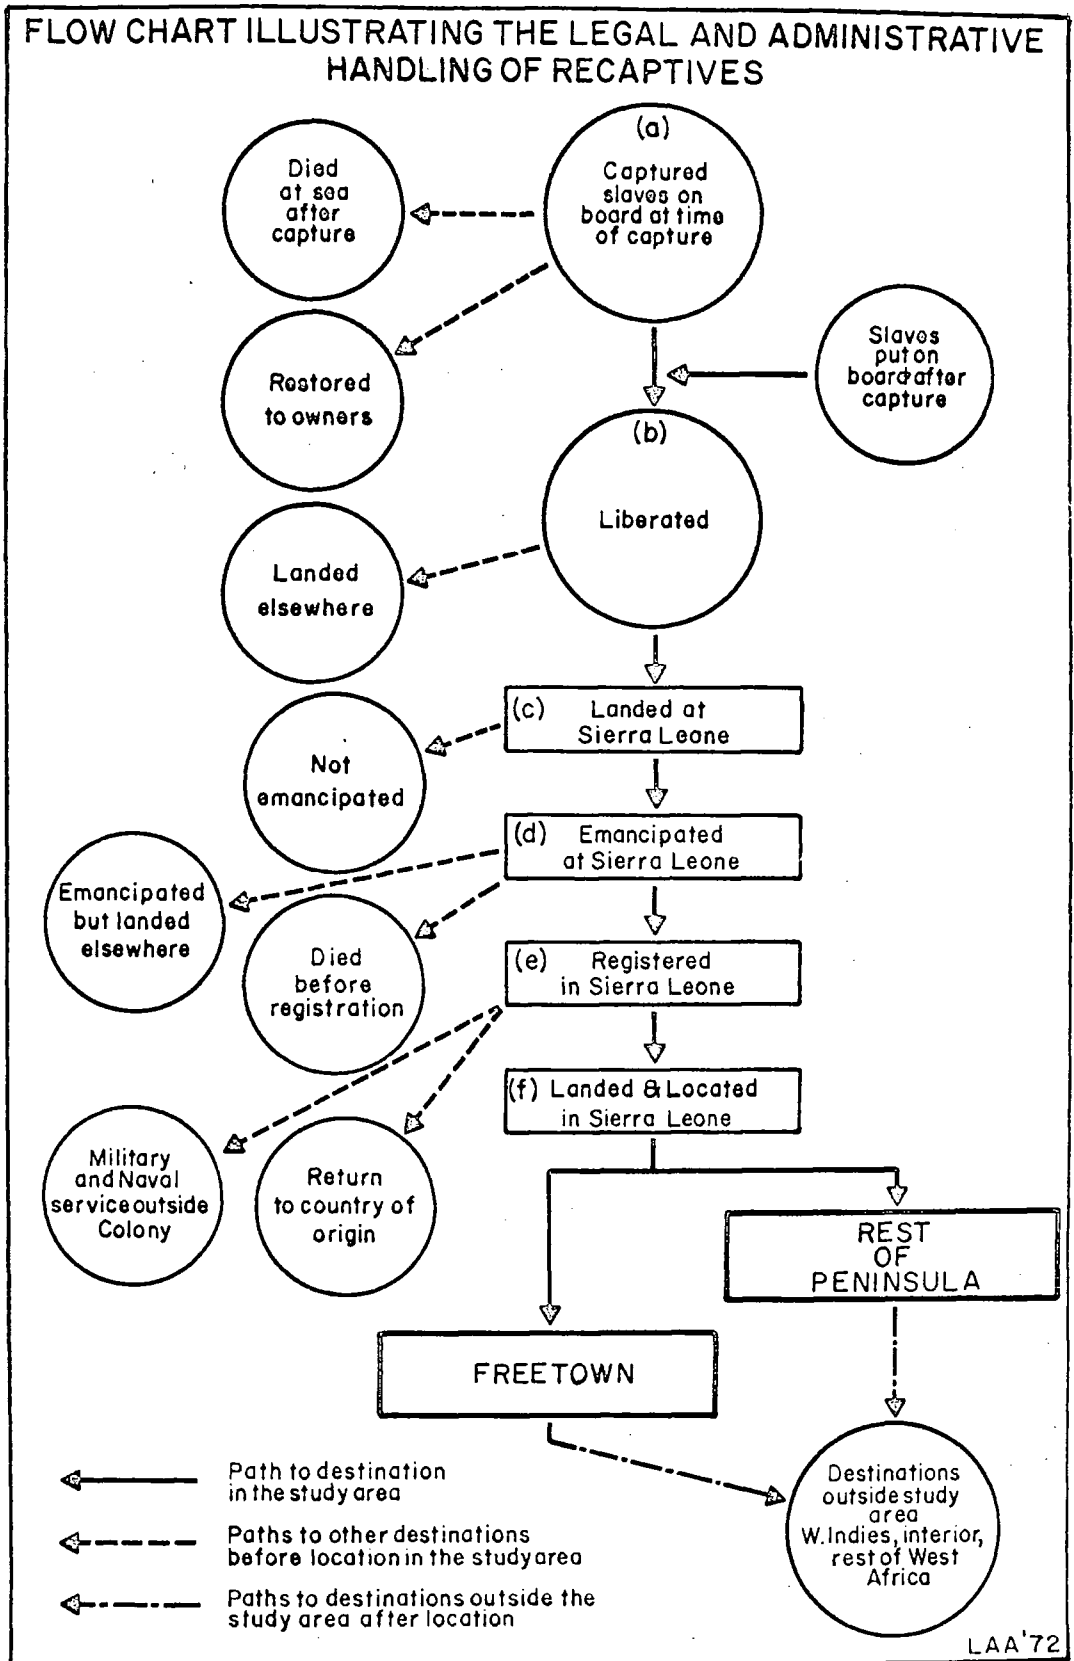 FLOW CHART ILLUSTRATING THE LEGAL AND ADMINISTRATIVE
HANDLING OF RECAPTIVES
(a)
Captured
slaves on
board at time
of capture
Died
at sea
after
capture
Restored
to owners
Slaves
put on
board after
capture
(b)
Liberated
Landed
elsewhere
(c) Landed at
Sierra Leone
Not
emancipated
(d) Emancipated
at Sierra Leone
Emancipated
but landed
elsewhere
Died
before
registration
(e) Registered
in Sierra Leone
(f) Landed & Located
in Sierra Leone
Military
and Naval
service outside
Colony
Return
to country of
origin
REST
OF
PENINSULA
FREETOWN
Destinations
outside study
area
W. Indies, interior,
rest of West
Africa
Path to destination
in the study area
Paths to other destinations
before location in the study area
Paths to destinations outside the
study area after location
LAA'72